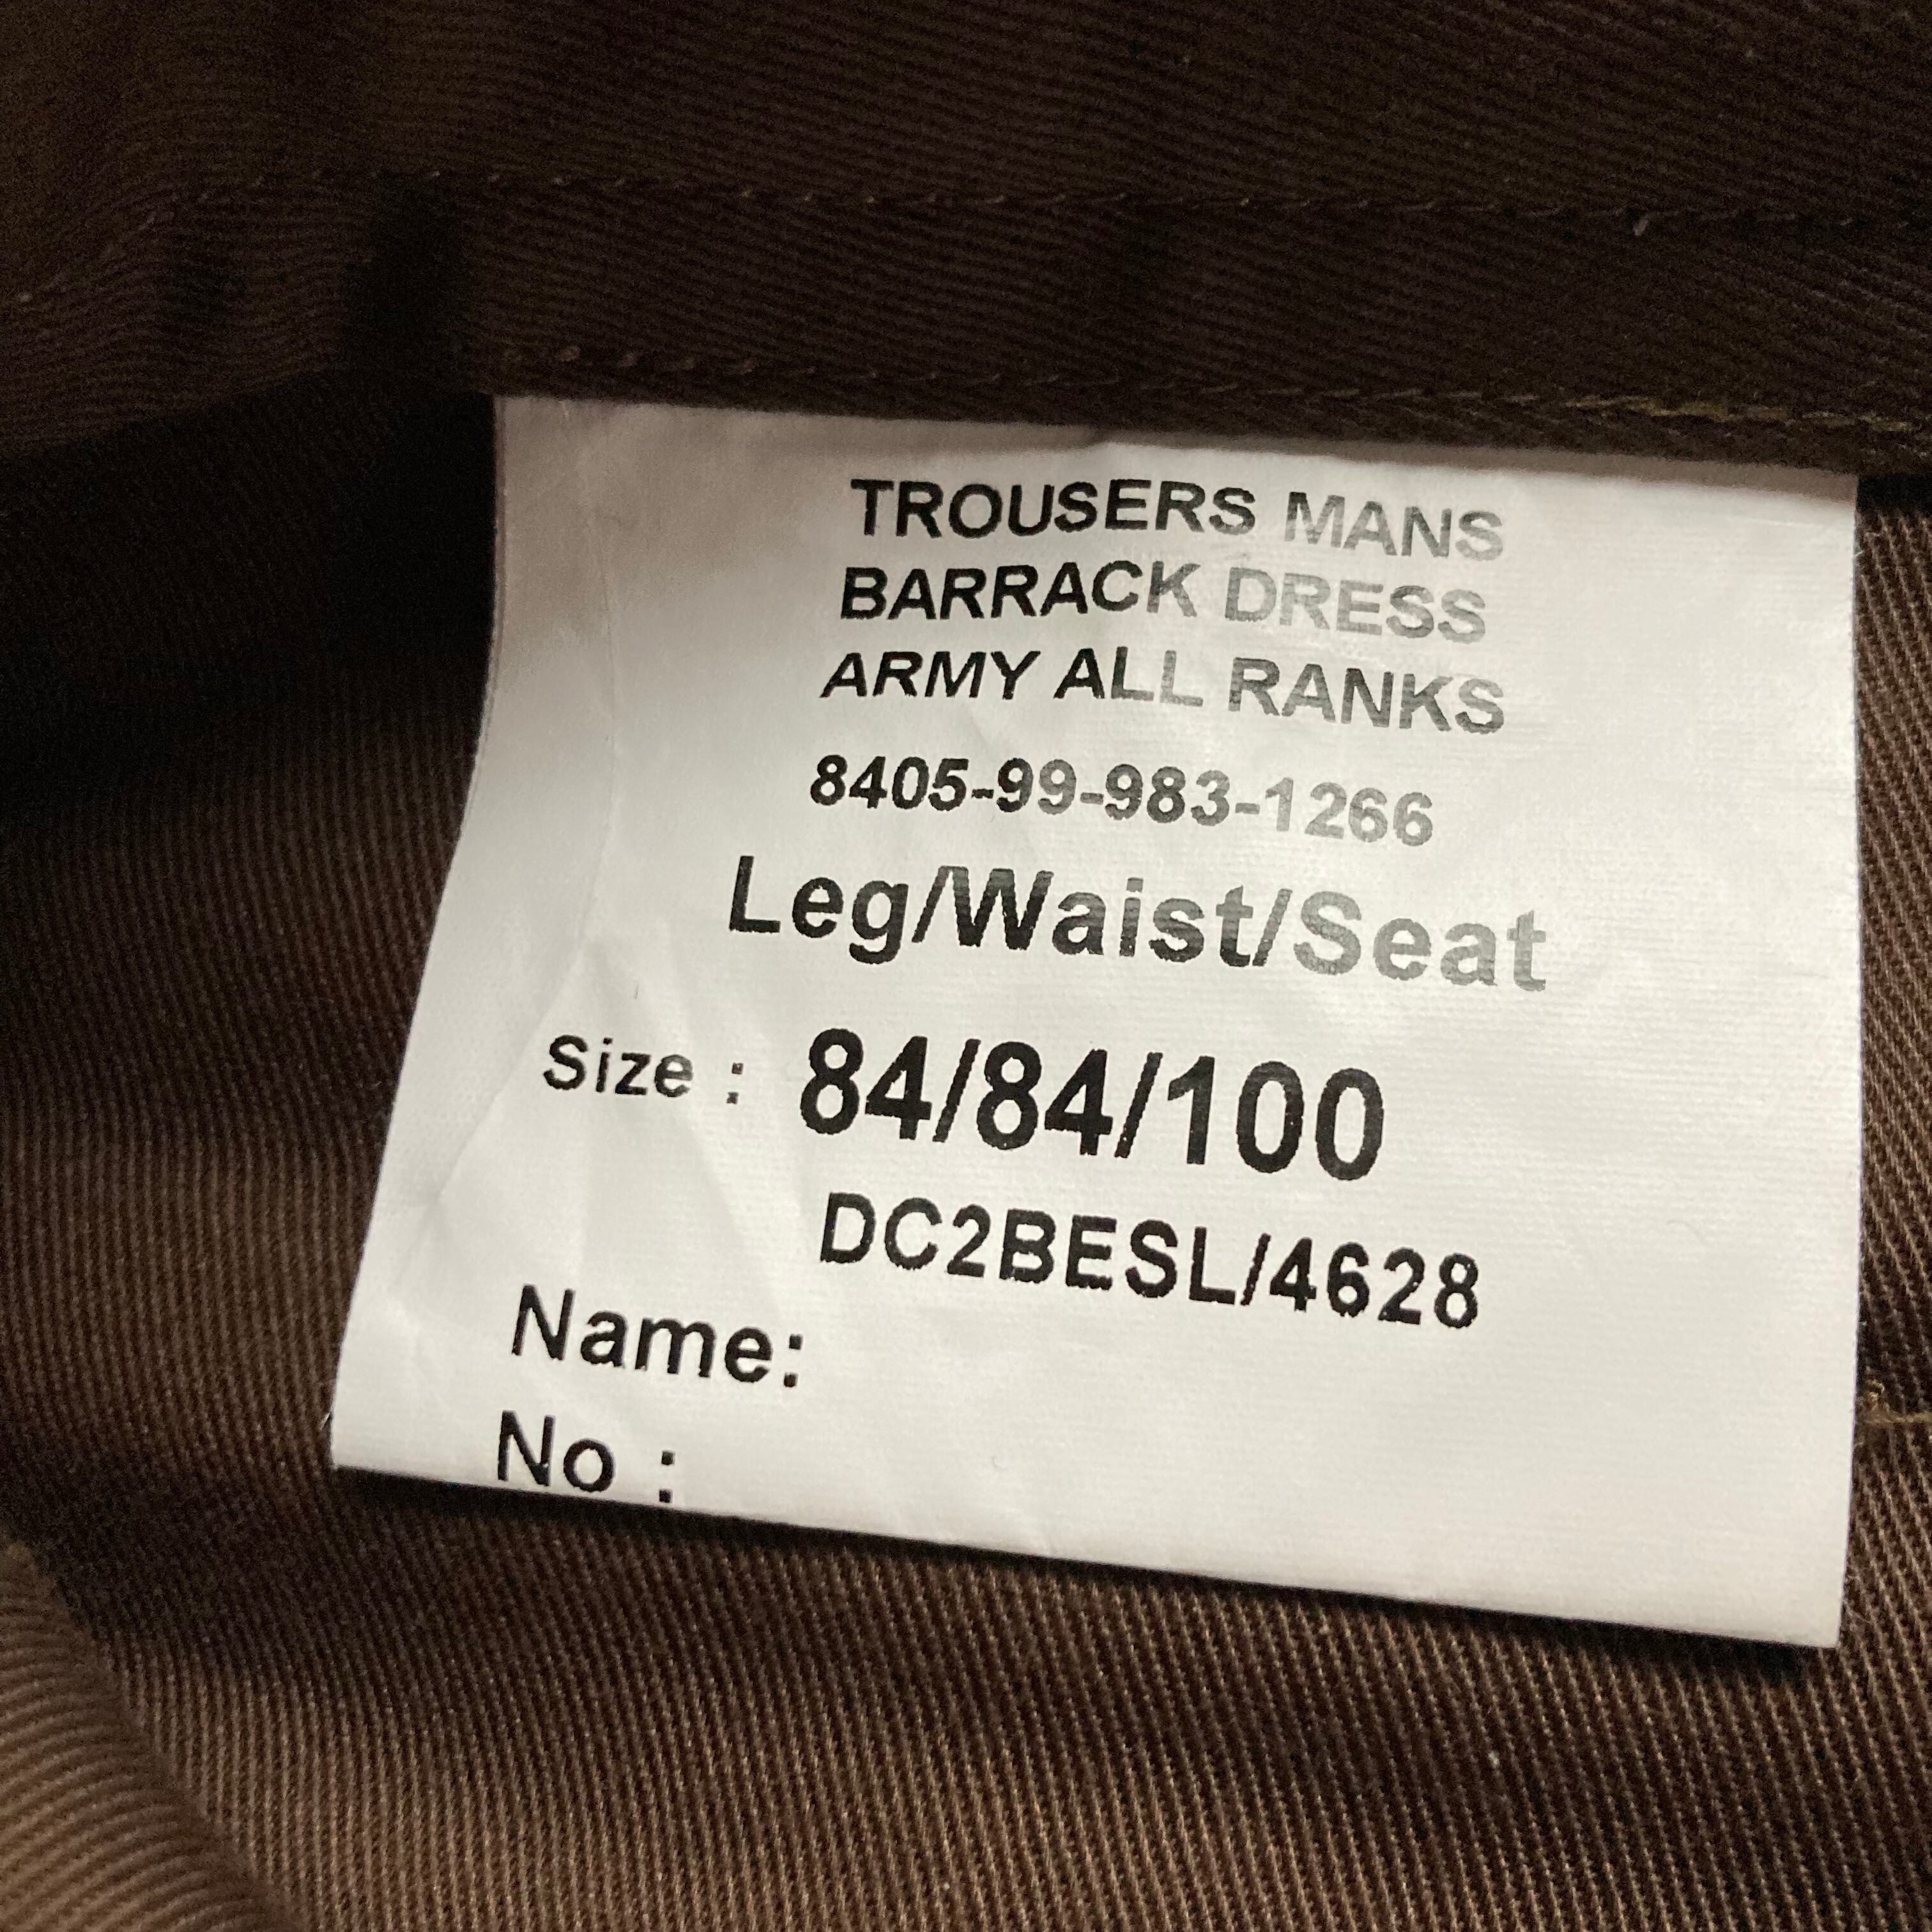 TROUSERS MANS
BARRACK DRESS
ARMY ALL RANKS
8405-99-983-1266
Leg/Waist/Seat
Size : 84/84/100
DC2BESL/4628
Name:
No :